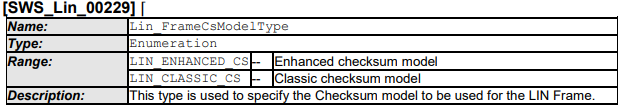 [SWS_Lin_00229] ⌈
Name: Lin_FrameCsModelType
Type: Enumeration
Range: LIN_ENHANCED_CS -- Enhanced checksum model
LIN_CLASSIC_CS -- Classic checksum model
Description: This type is used to specify the Checksum model to be used for the LIN Frame.